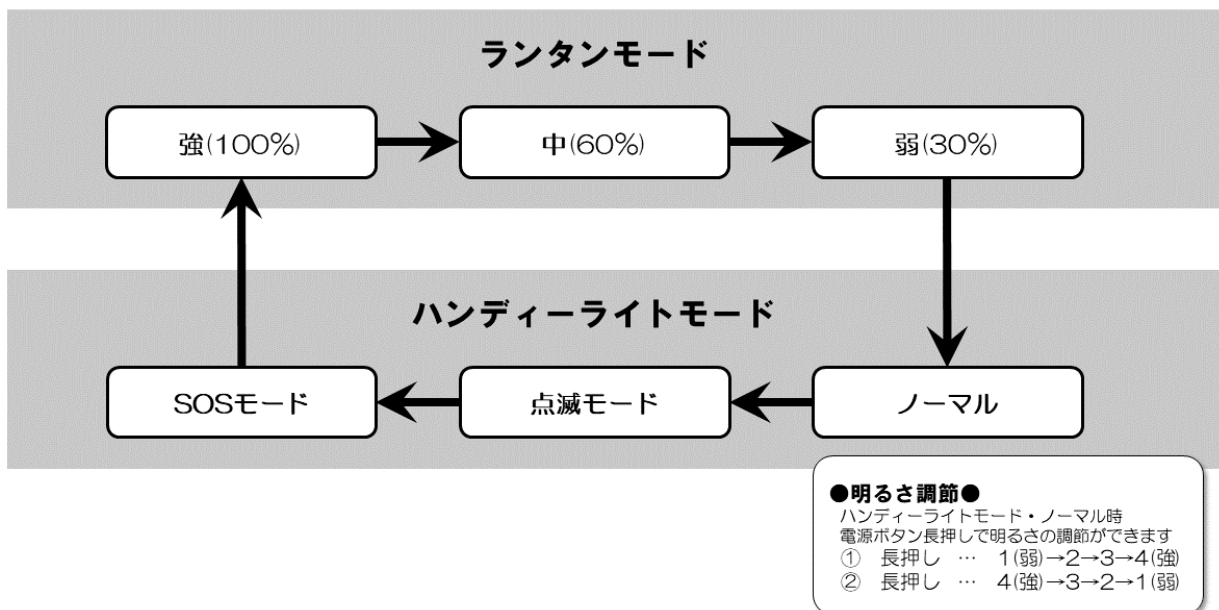 ランタンモード
強(100%)
中(60%)
弱(30%)
ハンディーライトモード
SOSモード
点滅モード
ノーマル
●明るさ調節●
ハンディーライトモード・ノーマル時
電源ボタン長押しで明るさの調節ができます
① 長押し … 1(弱)→2→3→4(強)
② 長押し … 4(強)→3→2→1(弱)